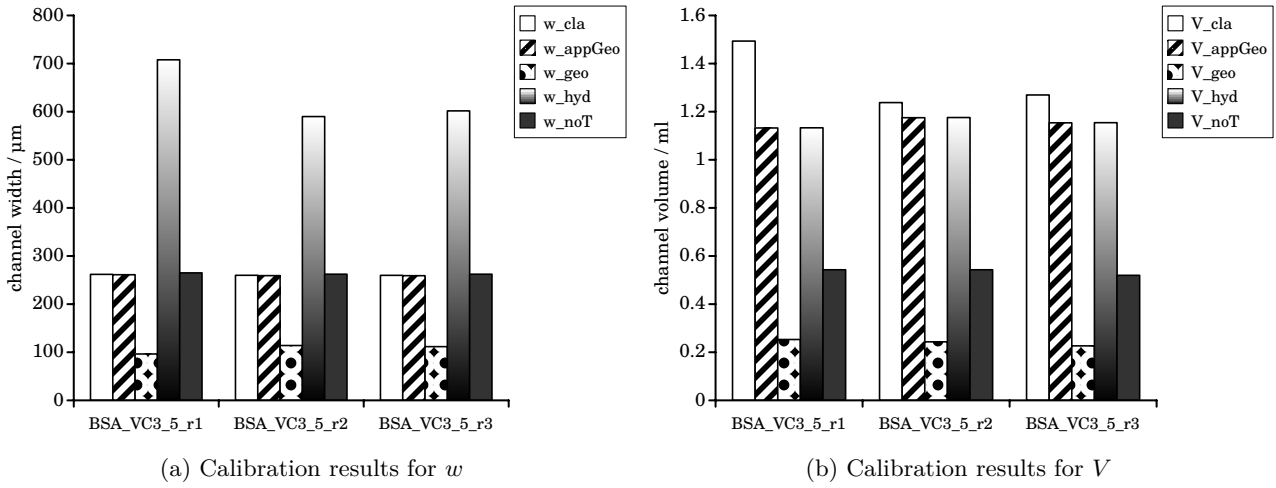 channel width / µm
800
700
600
500
400
300
200
100
0
BSA_VC3_5_r1
BSA_VC3_5_r2
BSA_VC3_5_r3
w_cla
w_appGeo
w_geo
w_hyd
w_noT
(a) Calibration results for w
channel volume / ml
1.6
1.4
1.2
1
0.8
0.6
0.4
0.2
0
BSA_VC3_5_r1
BSA_VC3_5_r2
BSA_VC3_5_r3
V_cla
V_appGeo
V_geo
V_hyd
V_noT
(b) Calibration results for V